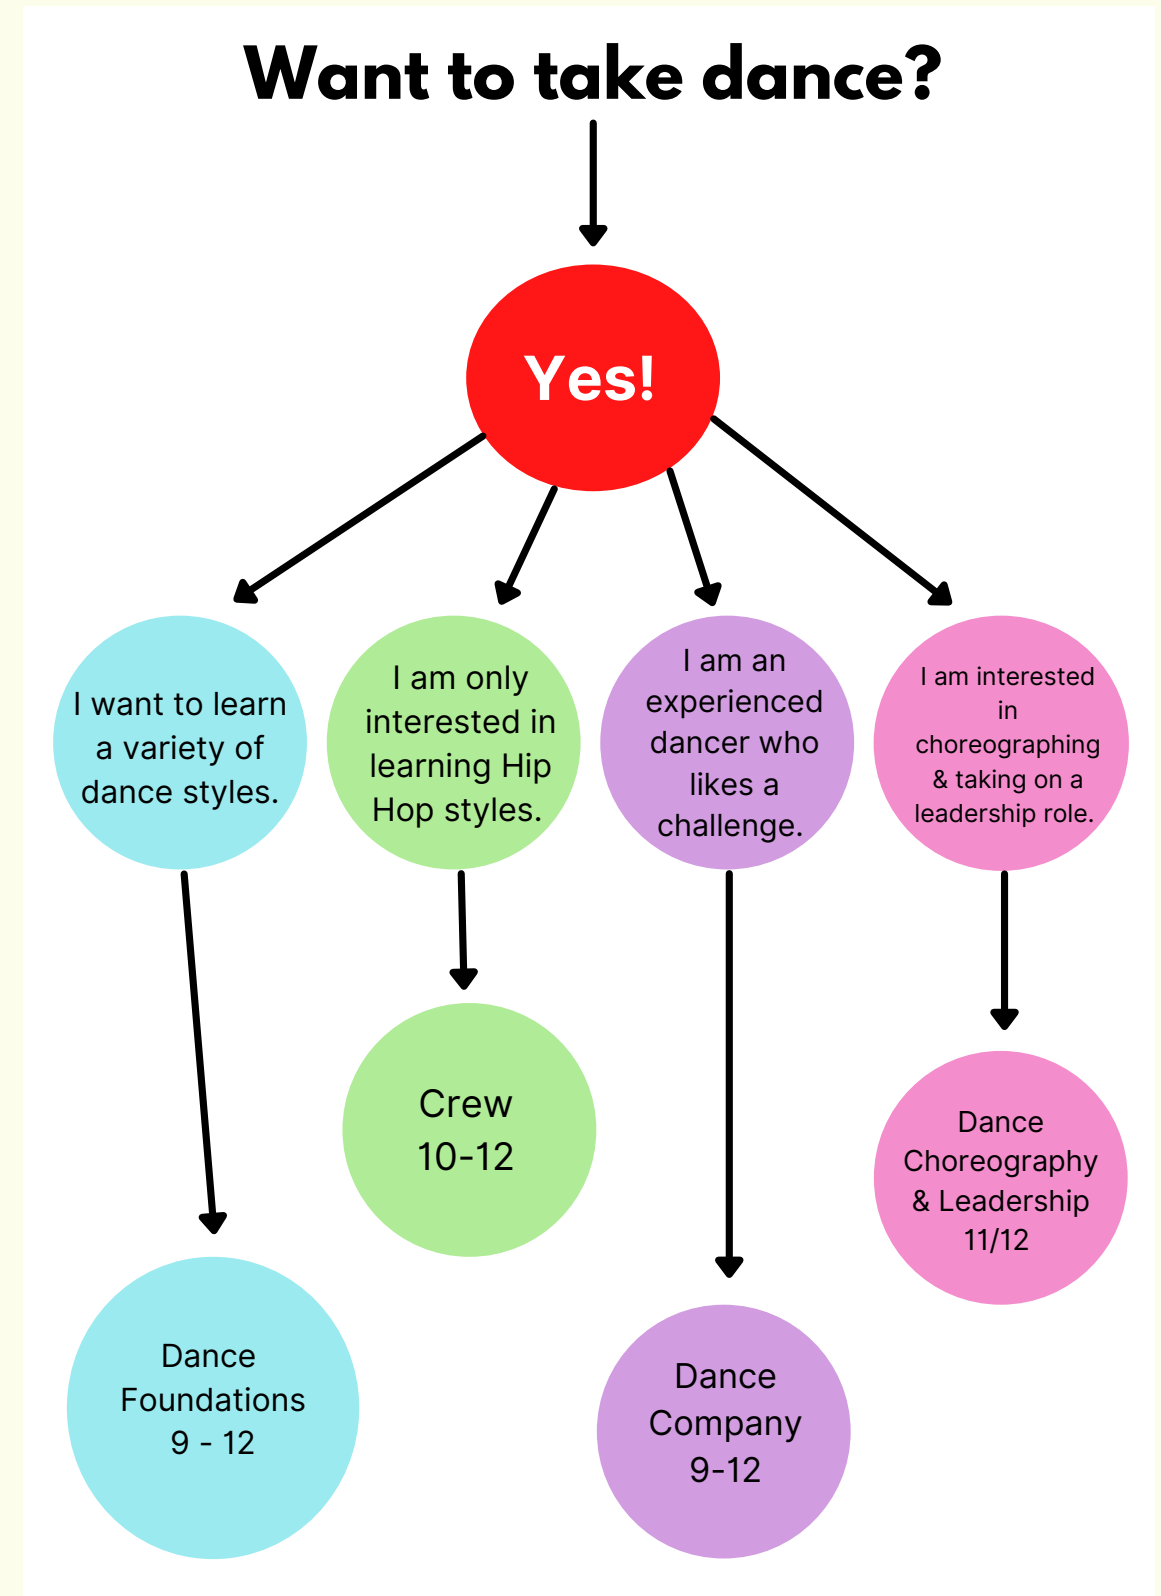 Want to take dance?
Yes!
I want to learn
a variety of
dance styles.
I am only
interested in
learning Hip
Hop styles.
I am an
experienced
dancer who
likes a
challenge.
I am interested
in
choreographing
& taking on a
leadership role.
Crew
10-12
Dance
Choreography
& Leadership
11/12
Dance
Foundations
9 - 12
Dance
Company
9-12